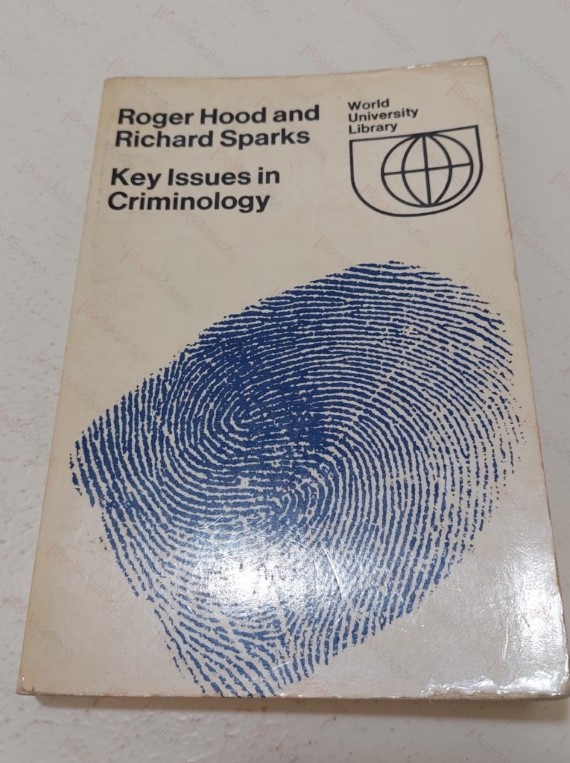 Roger Hood and
Richard Sparks
Key Issues in
Criminology
World
University
Library